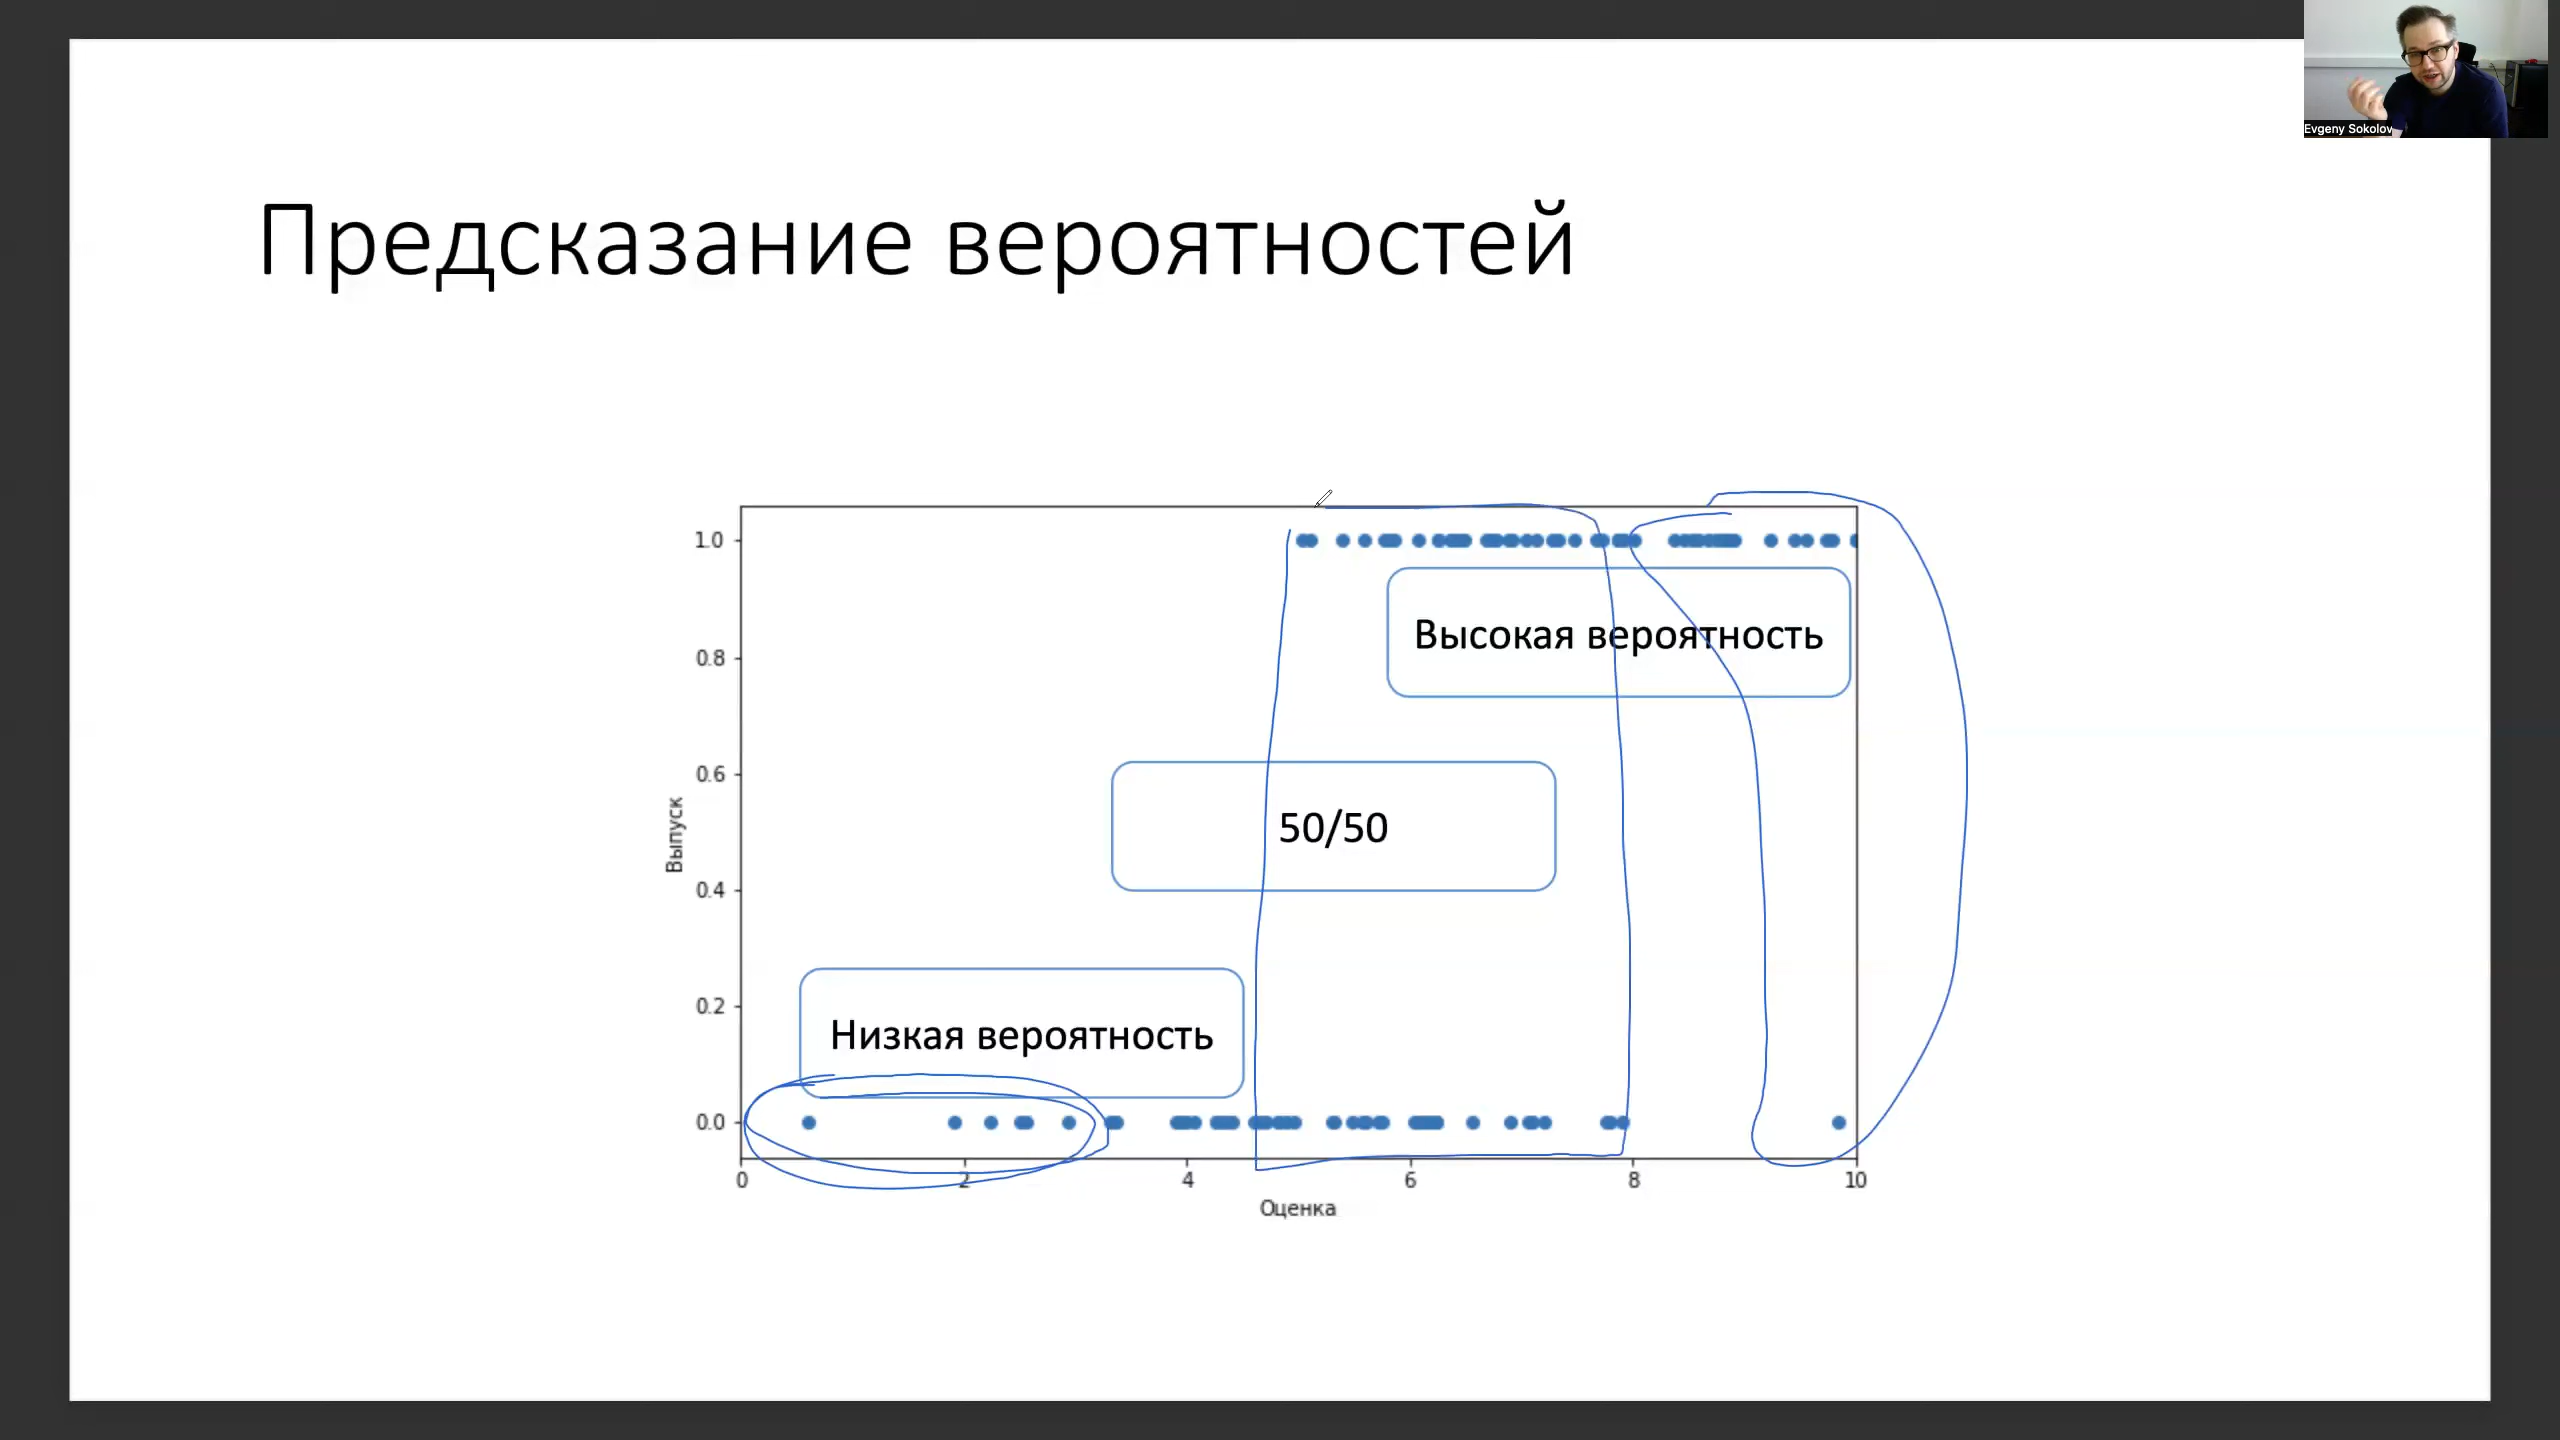 Evgeny Sokolov
Предсказание вероятностей
1.0
0.8
0.6
0.4
0.2
0.0
Выпуск
Высокая вероятность
50/50
Низкая вероятность
0 2 4 6 8 10
Оценка